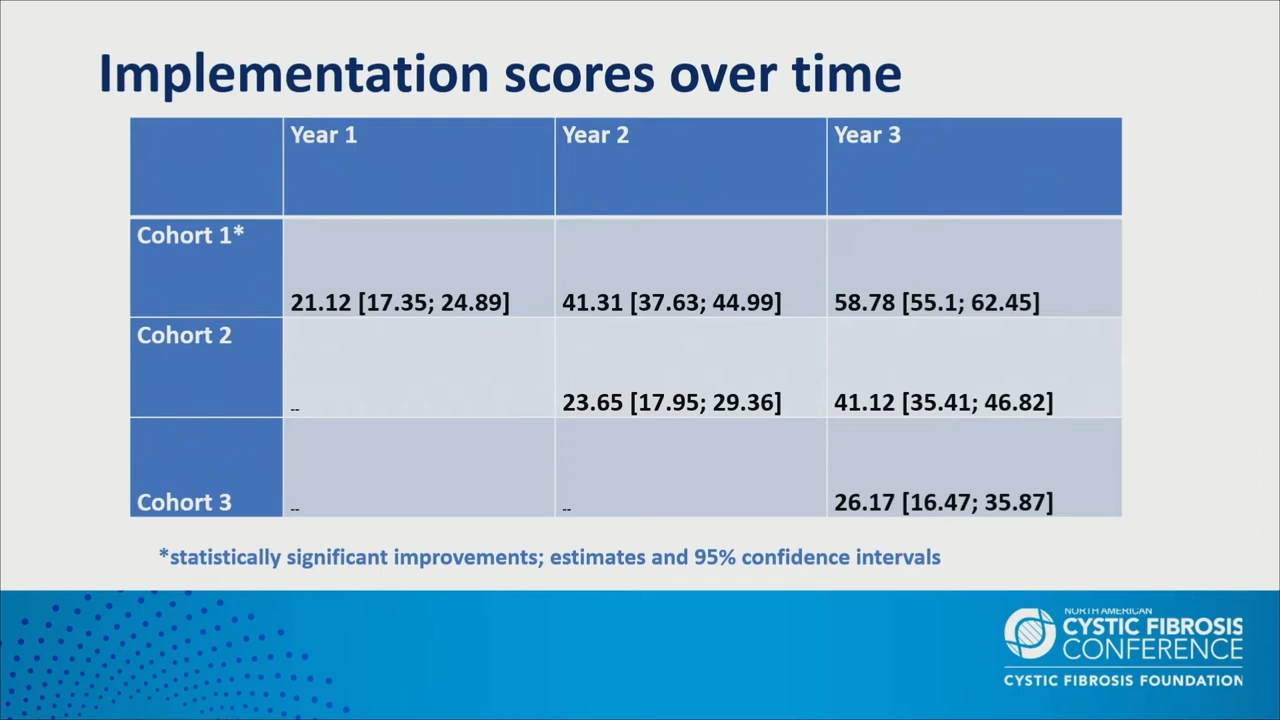 Implementation scores over time
Year 1 Year 2 Year 3
Cohort 1*
21.12 [17.35; 24.89] 41.31 [37.63; 44.99] 58.78 [55.1; 62.45]
Cohort 2
-- 23.65 [17.95; 29.36] 41.12 [35.41; 46.82]
Cohort 3 -- -- 26.17 [16.47; 35.87]
*statistically significant improvements; estimates and 95% confidence intervals
NORTH AMERICAN
CYSTIC FIBROSIS
CONFERENCE
CYSTIC FIBROSIS FOUNDATION